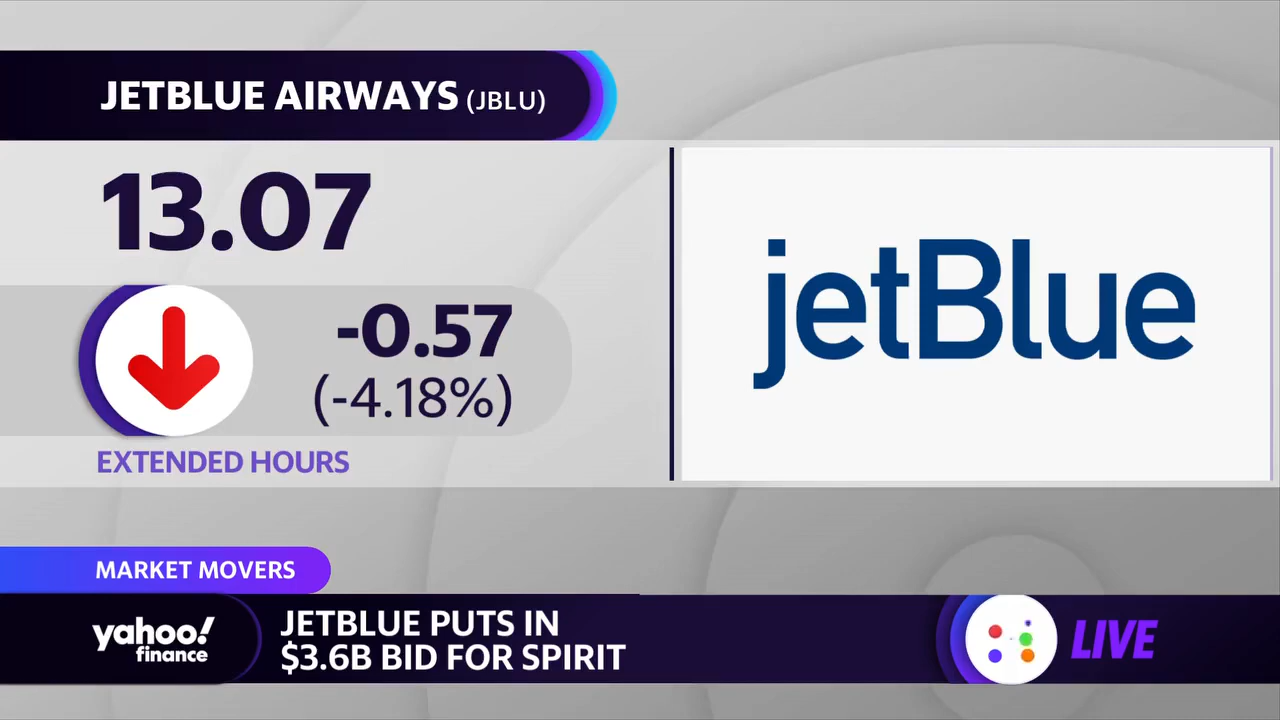 JETBLUE AIRWAYS (JBLU)
13.07
-0.57
(-4.18%)
EXTENDED HOURS
jetBlue
MARKET MOVERS
yahoo!
finance
JETBLUE PUTS IN
$3.6B BID FOR SPIRIT
LIVE